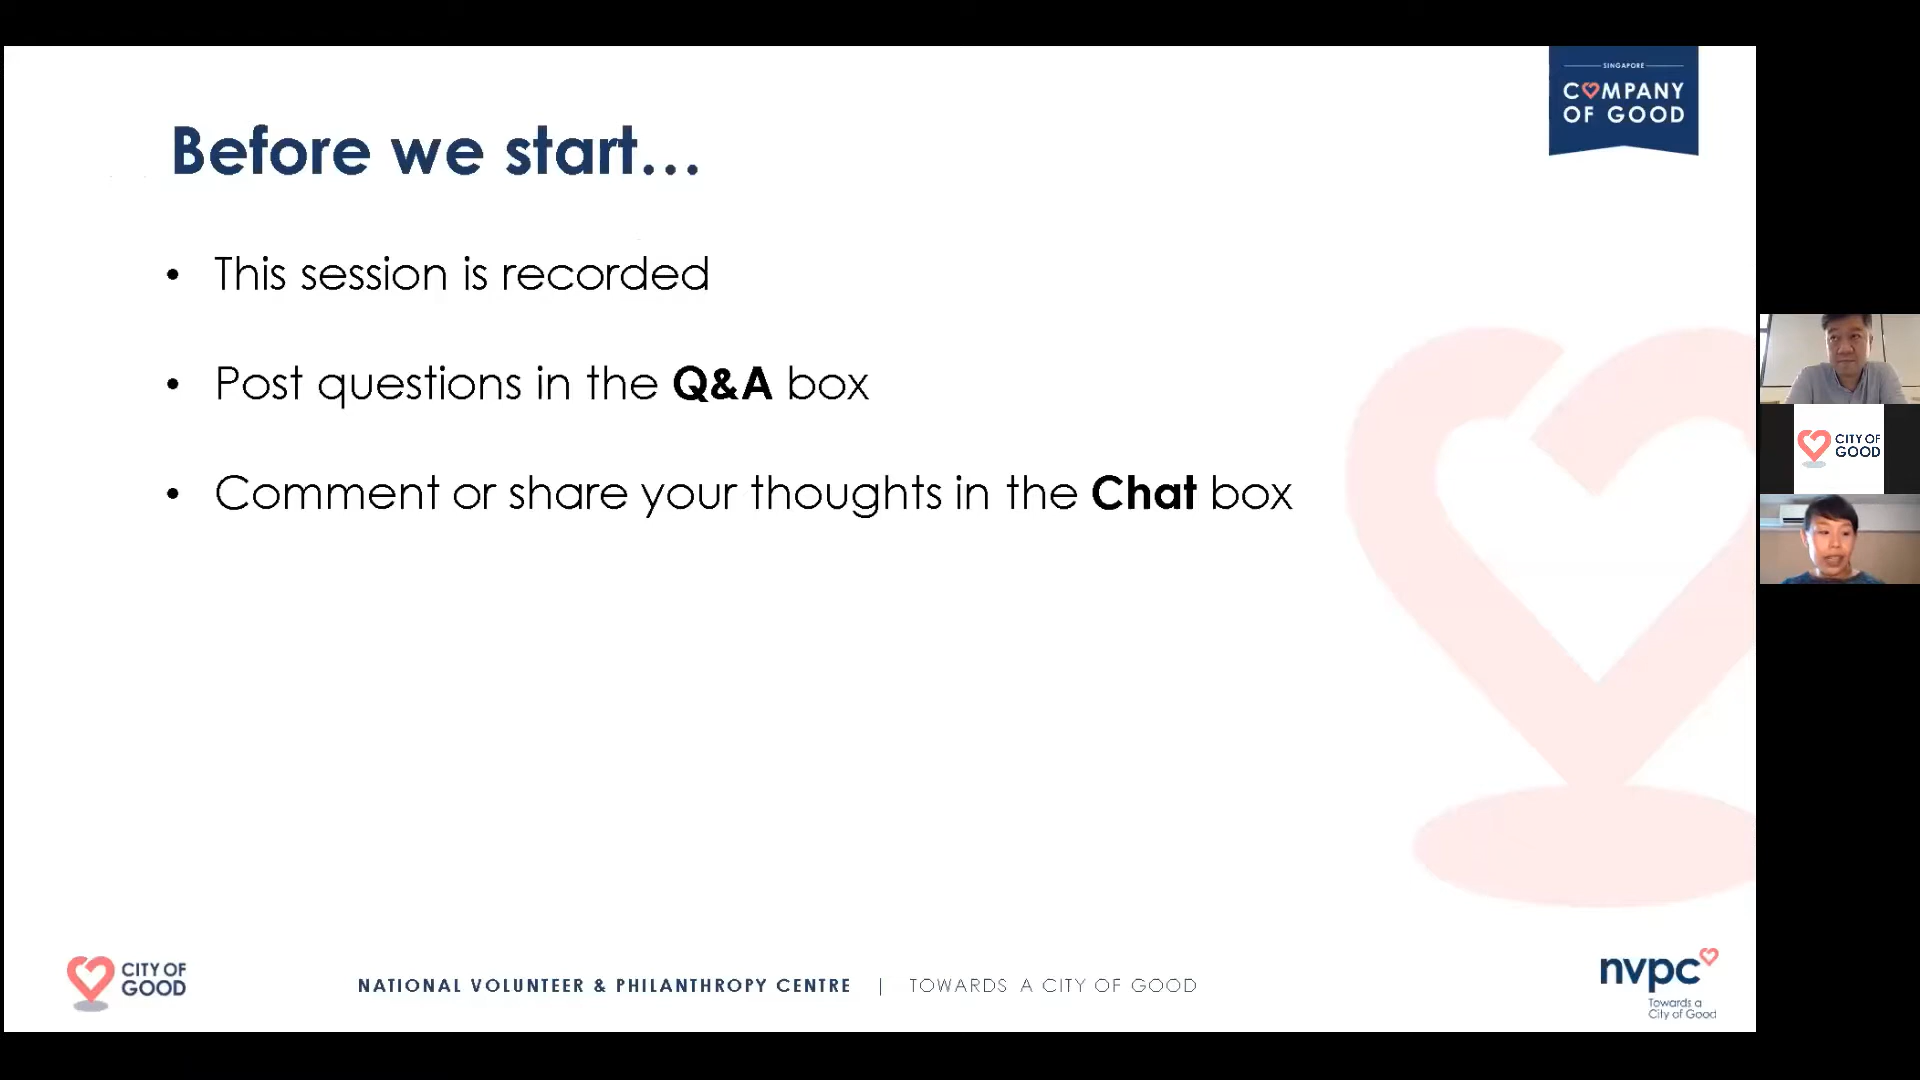 SINGAPORE
COMPANY
OF GOOD
Before we start...
• This session is recorded
• Post questions in the Q&A box
• Comment or share your thoughts in the Chat box
CITY OF
GOOD
CITY OF
GOOD
NATIONAL VOLUNTEER & PHILANTHROPY CENTRE | TOWARDS A CITY OF GOOD
nvpc
Towards a
City of Good